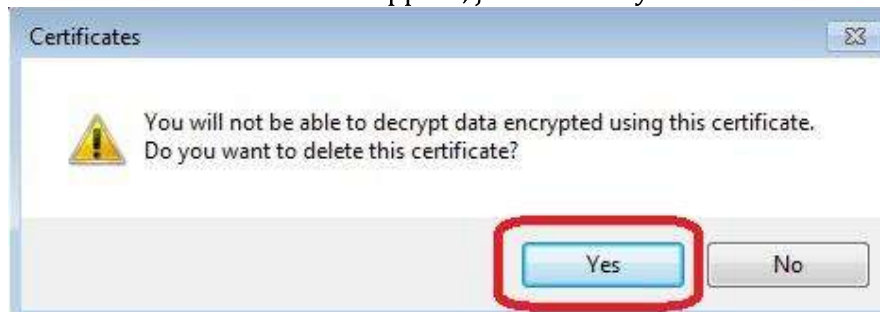 Certificates
You will not be able to decrypt data encrypted using this certificate.
Do you want to delete this certificate?
Yes
No